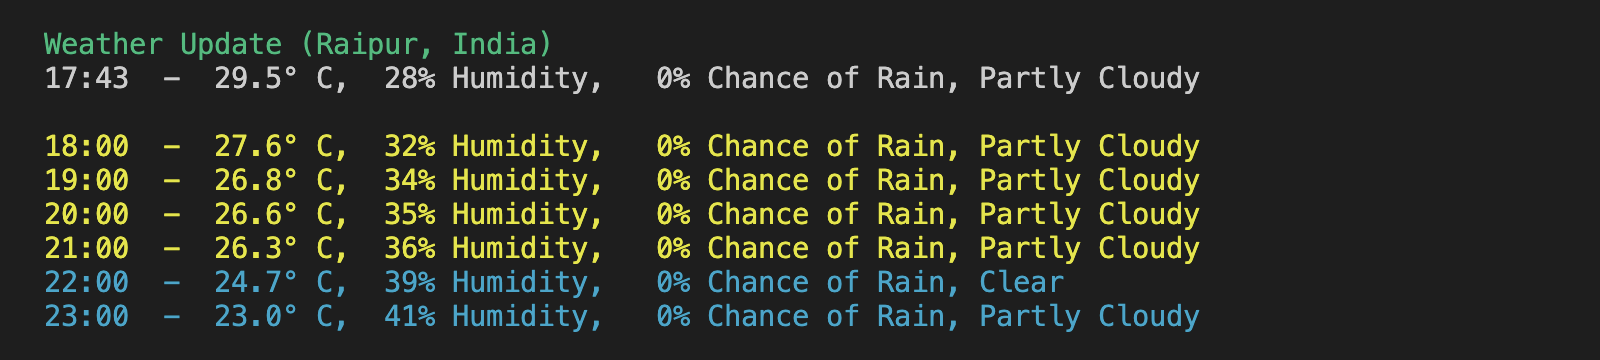 Weather Update (Raipur, India)
17:43  –  29.5° C,  28% Humidity,   0% Chance of Rain, Partly Cloudy
18:00  –  27.6° C,  32% Humidity,   0% Chance of Rain, Partly Cloudy
19:00  –  26.8° C,  34% Humidity,   0% Chance of Rain, Partly Cloudy
20:00  –  26.6° C,  35% Humidity,   0% Chance of Rain, Partly Cloudy
21:00  –  26.3° C,  36% Humidity,   0% Chance of Rain, Partly Cloudy
22:00  –  24.7° C,  39% Humidity,   0% Chance of Rain, Clear
23:00  –  23.0° C,  41% Humidity,   0% Chance of Rain, Partly Cloudy